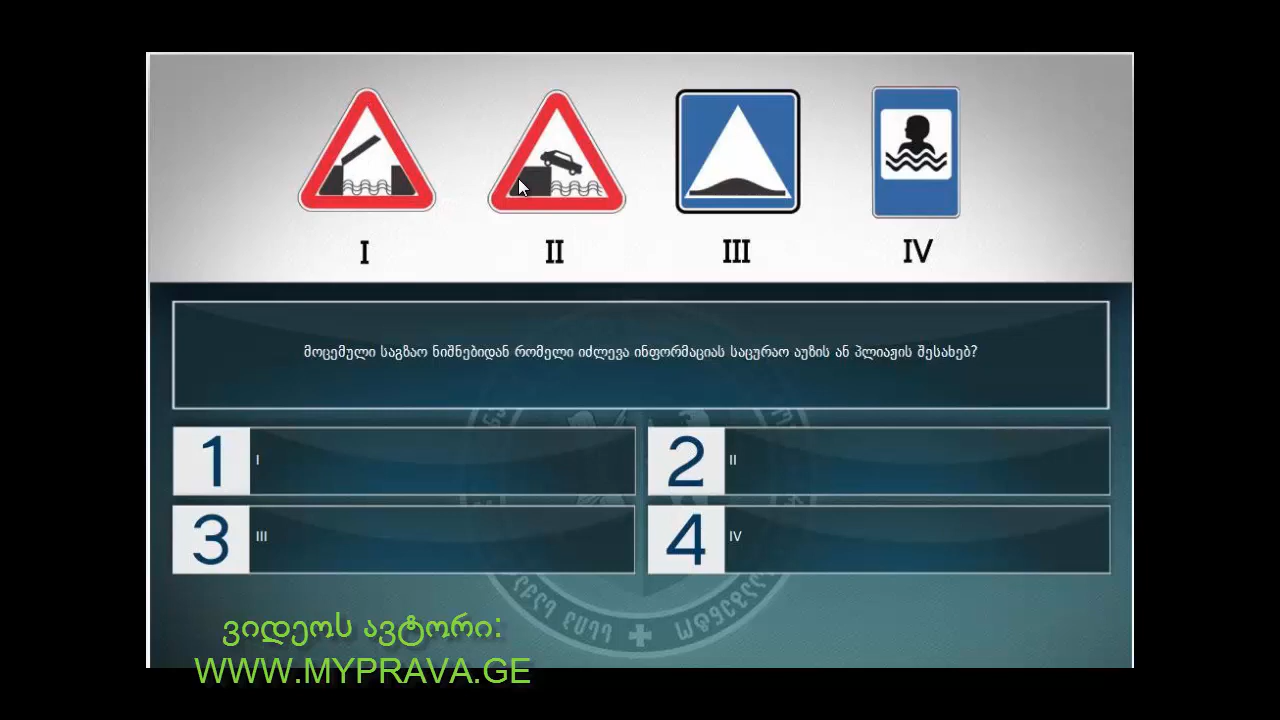 I II III IV
მოცემული საგზაო ნიშნებიდან რომელი იძლევა ინფორმაციას საცურაო აუზის ან პლიაჟის შესახებ?
1 I
2 II
3 III
4 IV
ვიდეოს ავტორი:
WWW.MYPRAVA.GE